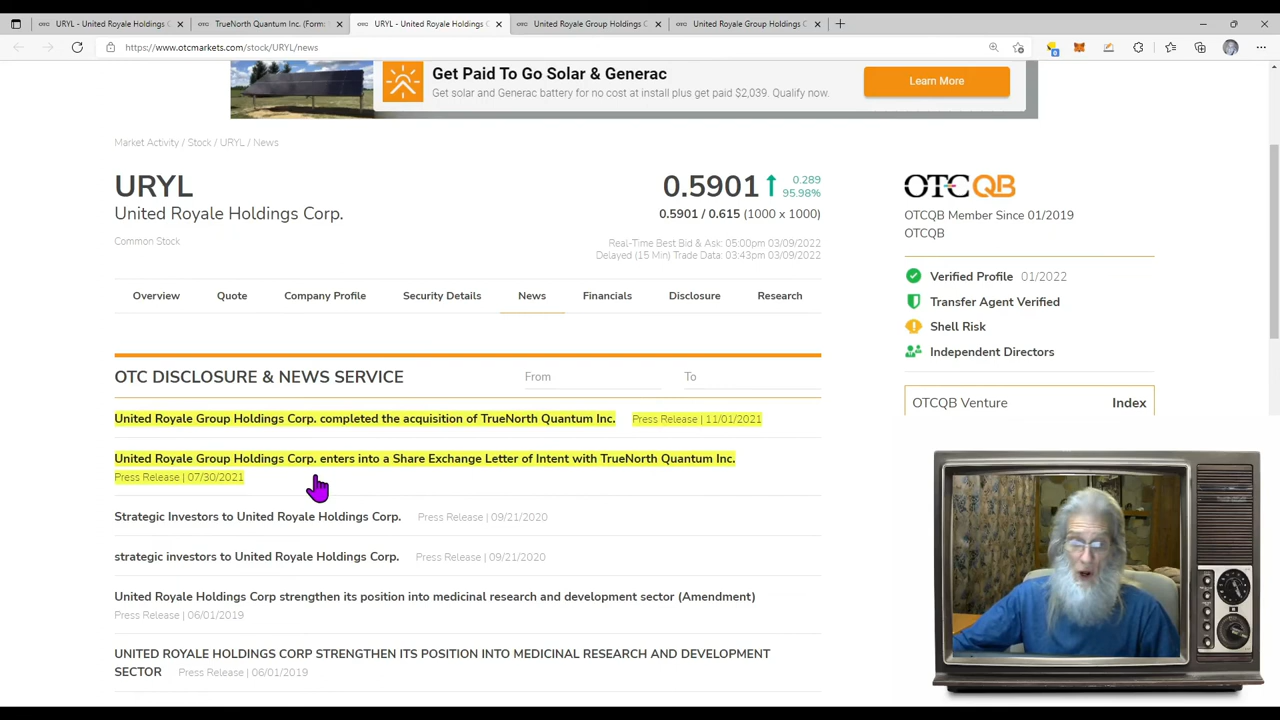 URYL - United Royale Holdings C
TrueNorth Quantum Inc. (Form:
URYL - United Royale Holdings C
United Royale Group Holdings C
United Royale Group Holdings C
https://www.otcmarkets.com/stock/URYL/news
Get Paid To Go Solar & Generac
Get solar and Generac battery for no cost at install plus get paid $2,039. Qualify now.
Learn More
Market Activity / Stock / URYL / News
URYL
United Royale Holdings Corp.
Common Stock
0.5901
0.289
95.98%
0.5901 / 0.615 (1000 x 1000)
Real-Time Best Bid & Ask: 05:00pm 03/09/2022
Delayed (15 Min) Trade Data: 03:43pm 03/09/2022
OTCQB
OTCQB Member Since 01/2019
OTCQB
Verified Profile 01/2022
Transfer Agent Verified
Shell Risk
Independent Directors
OTCQB Venture Index
Overview Quote Company Profile Security Details News Financials Disclosure Research
OTC DISCLOSURE & NEWS SERVICE From To
United Royale Group Holdings Corp. completed the acquisition of TrueNorth Quantum Inc. Press Release | 11/01/2021
United Royale Group Holdings Corp. enters into a Share Exchange Letter of Intent with TrueNorth Quantum Inc.
Press Release | 07/30/2021
Strategic Investors to United Royale Holdings Corp. Press Release | 09/21/2020
strategic investors to United Royale Holdings Corp. Press Release | 09/21/2020
United Royale Holdings Corp strengthen its position into medicinal research and development sector (Amendment)
Press Release | 06/01/2019
UNITED ROYALE HOLDINGS CORP STRENGTHEN ITS POSITION INTO MEDICINAL RESEARCH AND DEVELOPMENT
SECTOR Press Release | 06/01/2019